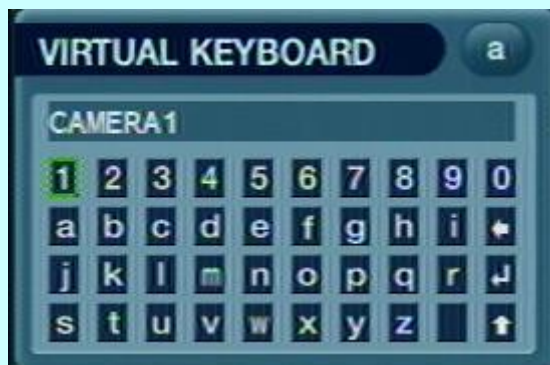 VIRTUAL KEYBOARD a
CAMERA1
1 2 3 4 5 6 7 8 9 0
a b c d e f g h i ←
j k l m n o p q r ↲
s t u v w x y z ↑